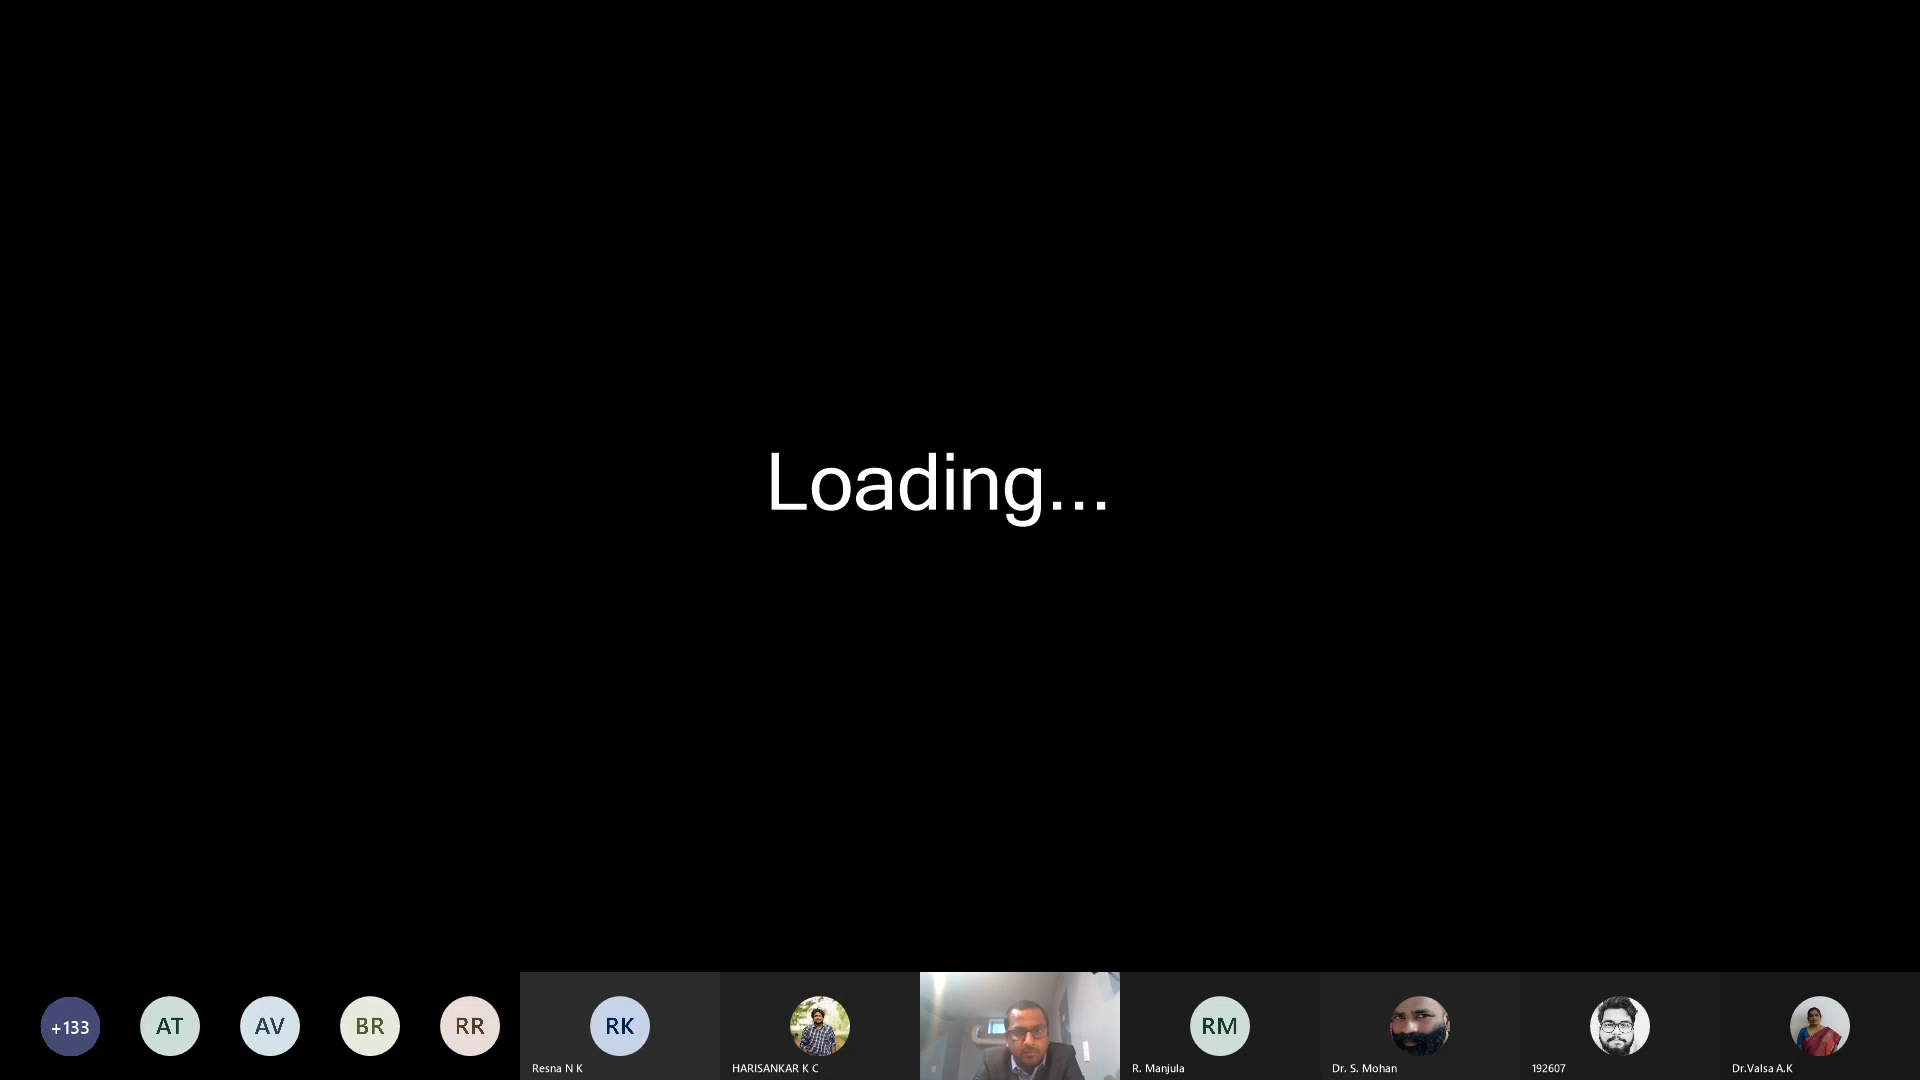 Loading...
+133
AT
AV
BR
RR
RK
RM
Resna N K
HARISANKAR K C
R. Manjula
Dr. S. Mohan
192607
Dr.Valsa A.K